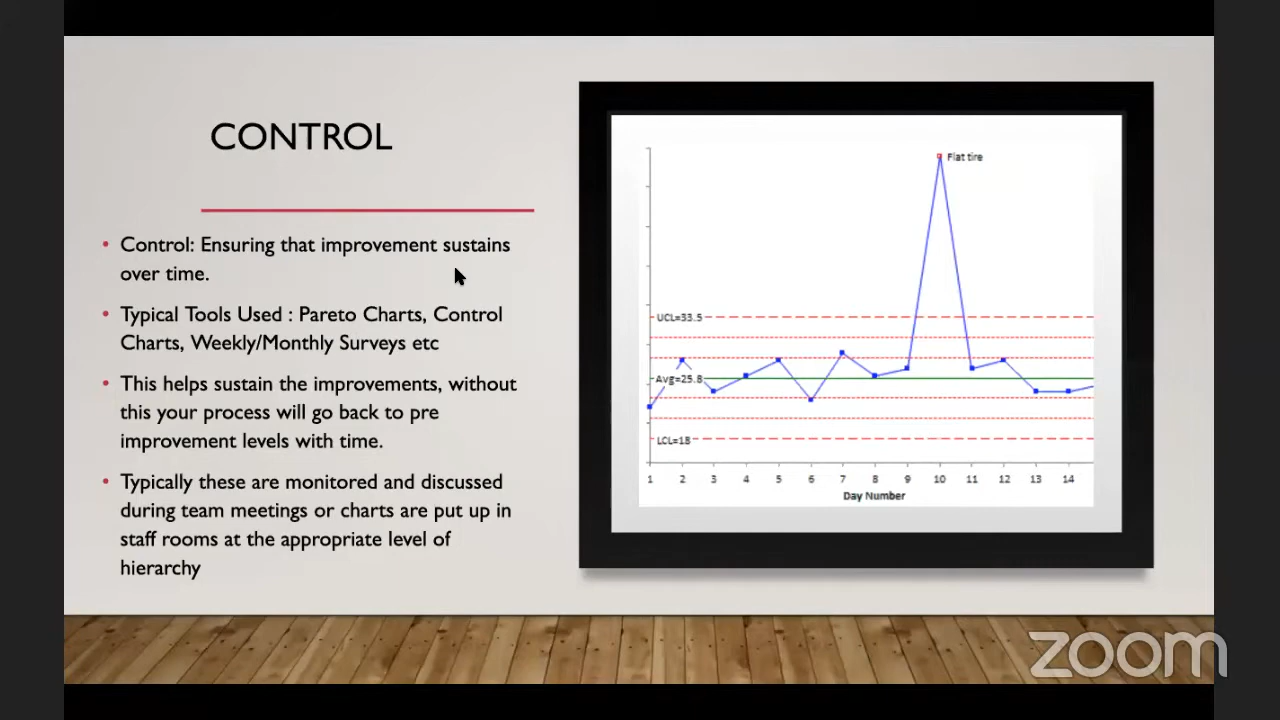 CONTROL
• Control: Ensuring that improvement sustains
over time.
• Typical Tools Used : Pareto Charts, Control
Charts, Weekly/Monthly Surveys etc
• This helps sustain the improvements, without
this your process will go back to pre
improvement levels with time.
• Typically these are monitored and discussed
during team meetings or charts are put up in
staff rooms at the appropriate level of
hierarchy
Flat tire
UCL=33.5
Avg=25.8
LCL=18
1 2 3 4 5 6 7 8 9 10 11 12 13 14
Day Number
zoom